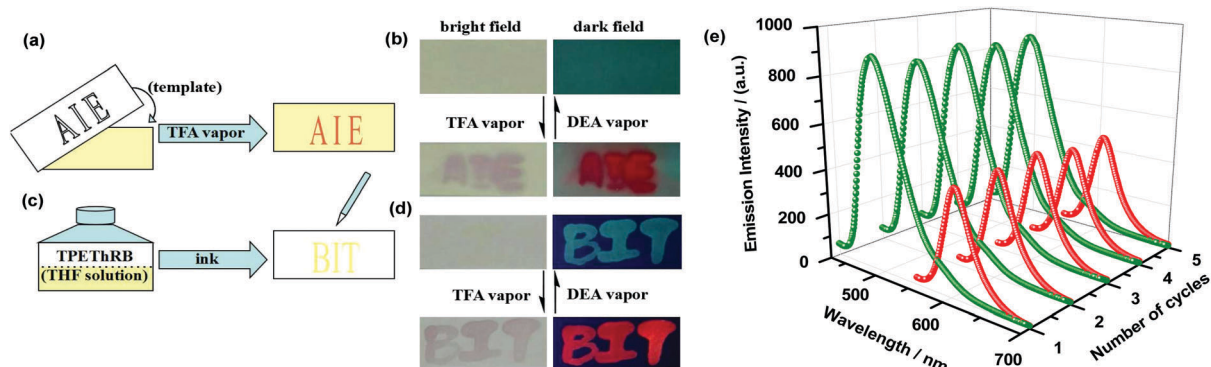 (a)
AIE
(template)
TFA vapor
AIE
(b)
bright field
dark field
TFA vapor
DEA vapor
AIE
AIE
(c)
TPEThRB
(THF solution)
ink
BIT
(d)
BIT
TFA vapor
DEA vapor
BIT
BIT
(e)
Emission Intensity / (a.u.)
1000
800
600
400
200
0
500
600
700
Wavelength / nm
1
2
3
4
5
Number of cycles